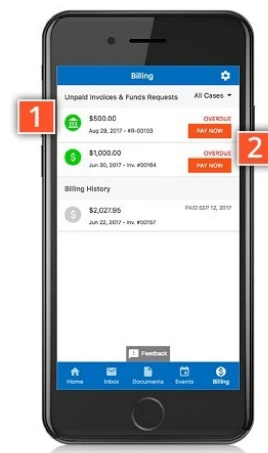 Billing
Unpaid Invoices & Funds Requests All Cases
1
$500.00 OVERDUE
Aug 29, 2017 - #R-00103 PAY NOW
2
$1,000.00 OVERDUE
Jun 30, 2017 - Inv. #00164 PAY NOW
Billing History
$2,027.95 PAID SEP 12, 2017
Jun 22, 2017 - Inv. #00157
Feedback
Home Inbox Documents Events Billing